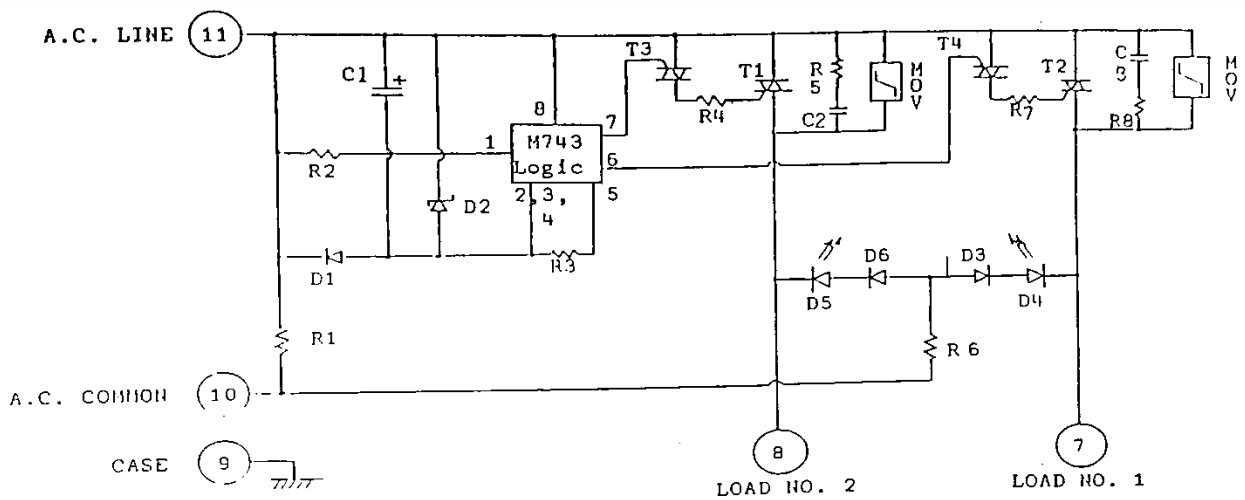 A.C. LINE 11
C1
+
8
1
M743
Logic
7
6
2,3,
4
5
R2
D2
D1
R3
R1
T3
R4
T1
R
5
C2
M
O
V
T4
R7
T2
C
3
R8
M
O
V
D5
D6
D3
D4
R 6
A.C. COMMON 10
CASE 9
8
LOAD NO. 2
7
LOAD NO. 1